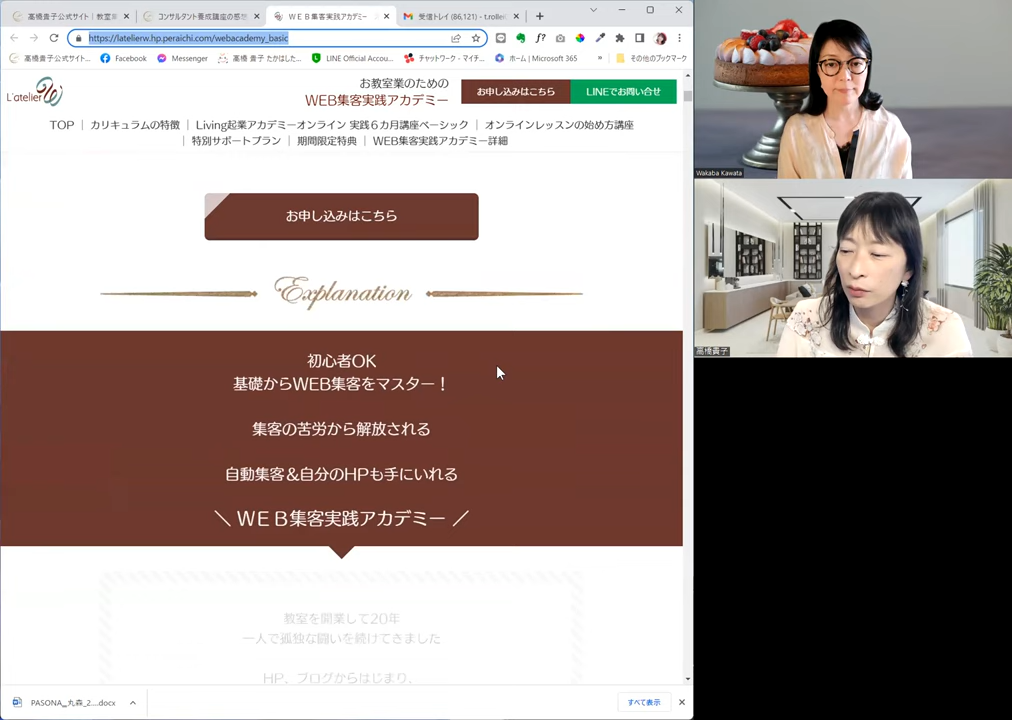 高橋貴子公式サイト｜教室業
コンサルタント養成講座の感想
ＷＥＢ集客実践アカデミー
受信トレイ (86,121) - t.roller
https://latelierw.hp.peraichi.com/webacademy_basic
f?
高橋貴子公式サイト...
Facebook
Messenger
高橋 貴子 たかはした...
LINE Official Accou...
チャットワーク - マイチ...
ホーム | Microsoft 365
»
その他のブックマーク
L'atelier W
お教室業のための
WEB集客実践アカデミー
お申し込みはこちら
LINEでお問い合せ
TOP｜カリキュラムの特徴｜Living起業アカデミーオンライン 実践６カ月講座ベーシック｜オンラインレッスンの始め方講座
｜特別サポートプラン｜期間限定特典｜WEB集客実践アカデミー詳細
お申し込みはこちら
Explanation
初心者OK
基礎からWEB集客をマスター！
集客の苦労から解放される
自動集客＆自分のHPも手にいれる
＼ ＷＥＢ集客実践アカデミー ／
教室を開業して20年
一人で孤独な闘いを続けてきました
HP、ブログからはじまり、
PASONA_丸森_2....docx
すべて表示
Wakaba Kawata
高橋貴子